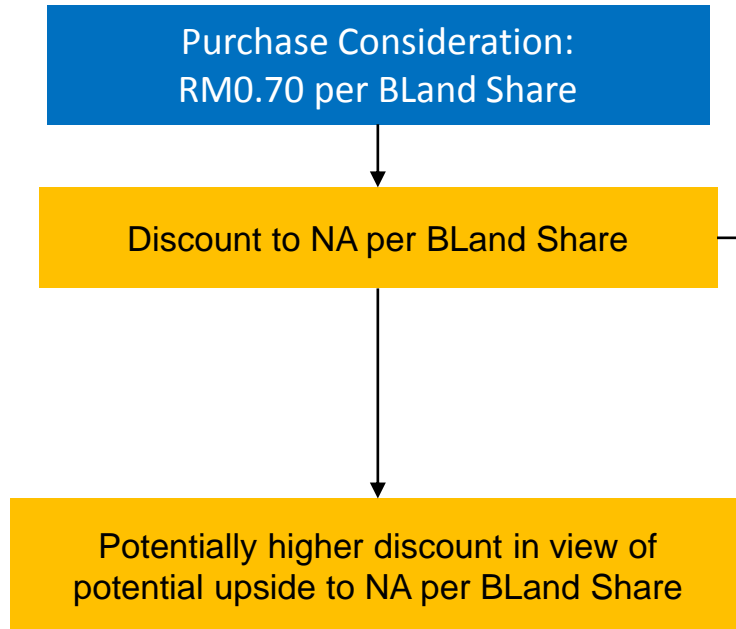 Purchase Consideration:
RM0.70 per BLand Share
Discount to NA per BLand Share
Potentially higher discount in view of
potential upside to NA per BLand Share